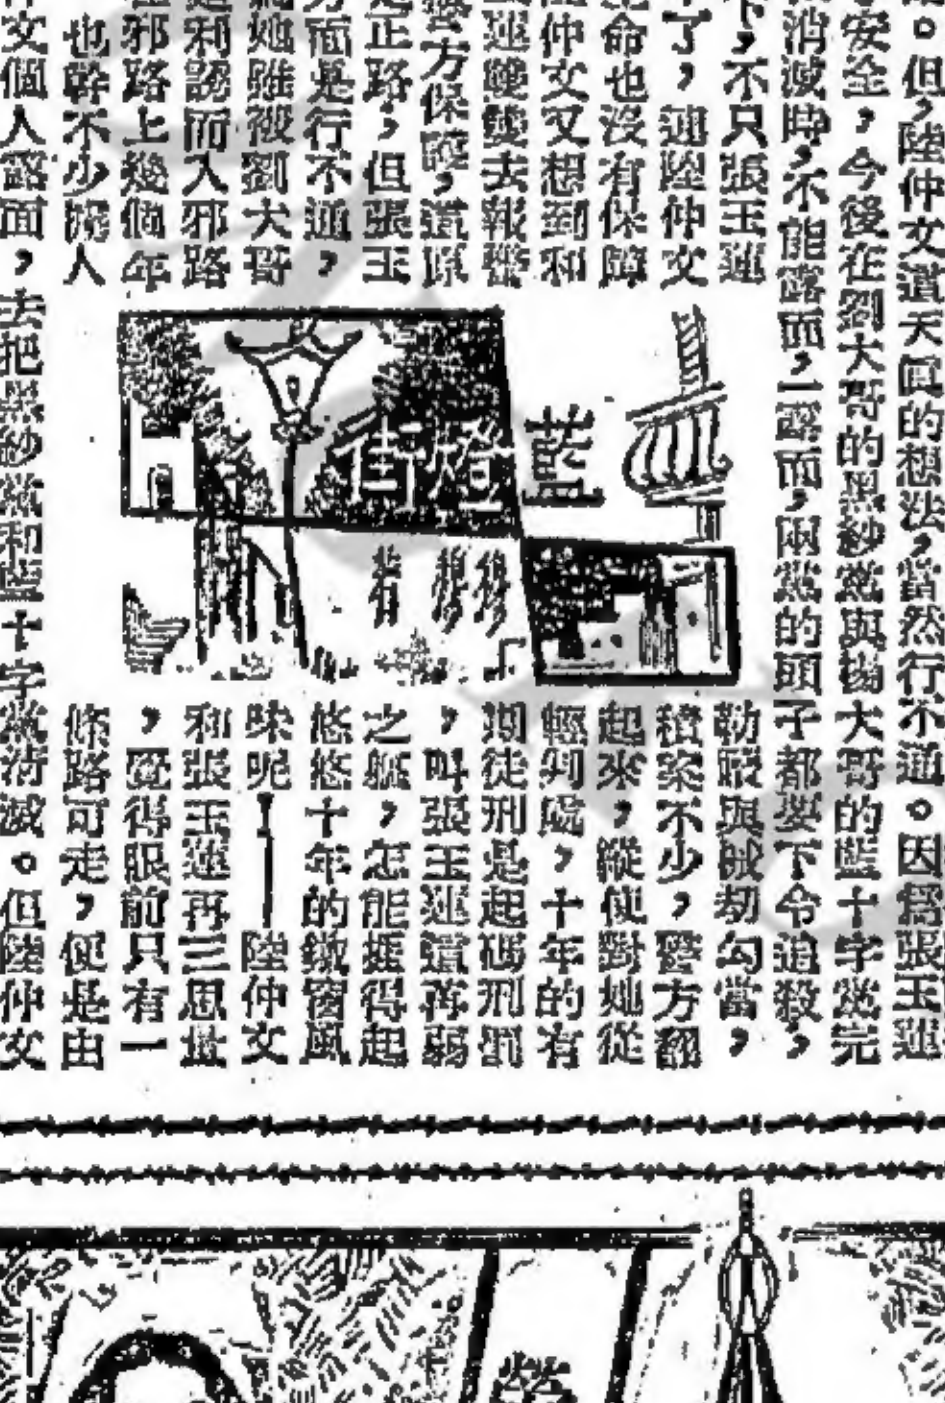 。但,陸仲文這天眞的想法,當然行不通。因爲張玉蓮
安全,今後在劉大哥的黑紗黨與楊大哥的藍十字黨完
消滅時,不能露面,一露面,兩黨的頭子都要下令追殺,
下,不只張玉蓮
了,連陸仲文
命也沒有保障
仲文又想到和
蓮雙雙去報警
警方保護,這原
正路,但張玉
方面是行不通,
她雖被劉大哥
利誘而入邪路
邪路上幾個年
也幹不少擄人
文個人露面,去把黑紗黨和藍十字黨消滅。但陸仲文
藍
燈街
勒贖與械劫勾當,
積案不少,警方翻
起來,縱使對她從
輕判處,十年的有
期徒刑是起碼刑罰
,叫張玉蓮這再弱
之軀,怎能捱得起
悠悠十年的鐵窗風
味呢!——陸仲文
和張玉蓮再三思量
,覺得眼前只有一
條路可走,便是由